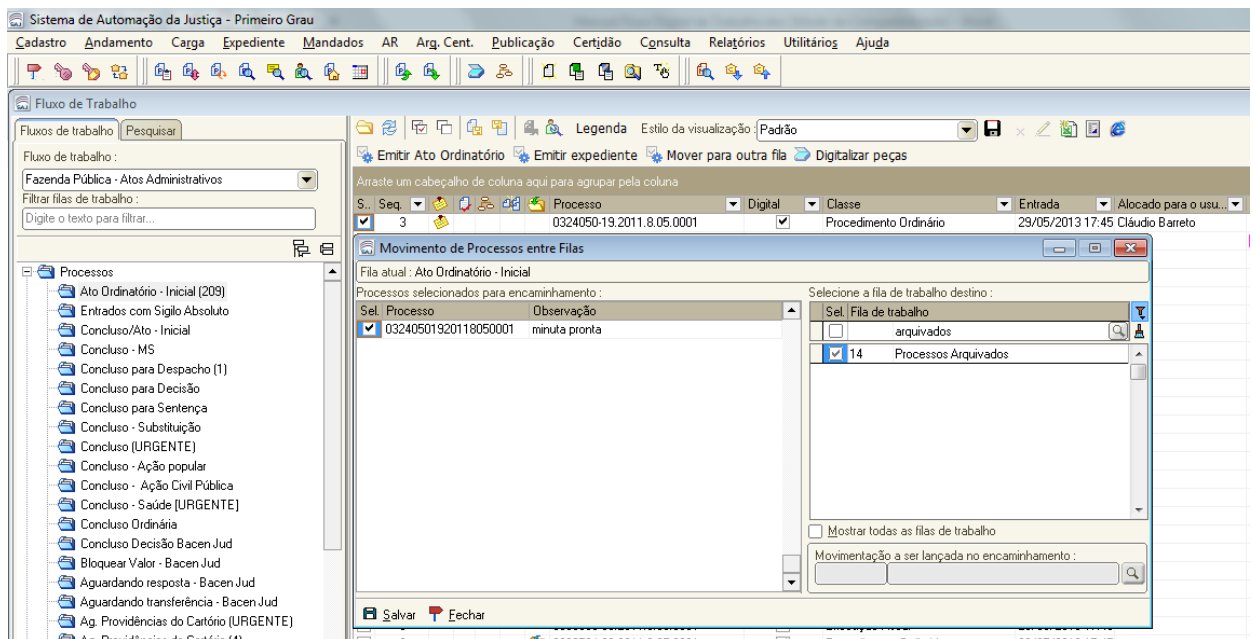 Sistema de Automação da Justiça - Primeiro Grau
Cadastro Andamento Carga Expediente Mandados AR Arq. Cent. Publicação Certidão Consulta Relatórios Utilitários Ajuda
Fluxo de Trabalho
Fluxos de trabalho Pesquisar
Legenda Estilo da visualização : Padrão
Fluxo de trabalho :
Emitir Ato Ordinatório Emitir expediente Mover para outra fila Digitalizar peças
Fazenda Pública - Atos Administrativos
Arraste um cabeçalho de coluna aqui para agrupar pela coluna
Filtrar filas de trabalho :
S.. Seq. Processo Digital Classe Entrada Alocado para o usu...
Digite o texto para filtrar...
3 0324050-19.2011.8.05.0001 Procedimento Ordinário 29/05/2013 17:45 Cláudio Barreto
Movimento de Processos entre Filas
Fila atual : Ato Ordinatório - Inicial
Processos selecionados para encaminhamento :
Sel. Processo Observação
03240501920118050001 minuta pronta
Selecione a fila de trabalho destino :
Sel. Fila de trabalho
arquivados
14 Processos Arquivados
Mostrar todas as filas de trabalho
Movimentação a ser lançada no encaminhamento :
Salvar Fechar
Processos
Ato Ordinatório - Inicial (209)
Entrados com Sigilo Absoluto
Concluso/Ato - Inicial
Concluso - MS
Concluso para Despacho (1)
Concluso para Decisão
Concluso para Sentença
Concluso - Substituição
Concluso (URGENTE)
Concluso - Ação popular
Concluso - Ação Civil Pública
Concluso - Saúde [URGENTE]
Concluso Ordinária
Concluso Decisão Bacen Jud
Bloquear Valor - Bacen Jud
Aguardando resposta - Bacen Jud
Aguardando transferência - Bacen Jud
Ag. Providências do Cartório (URGENTE)